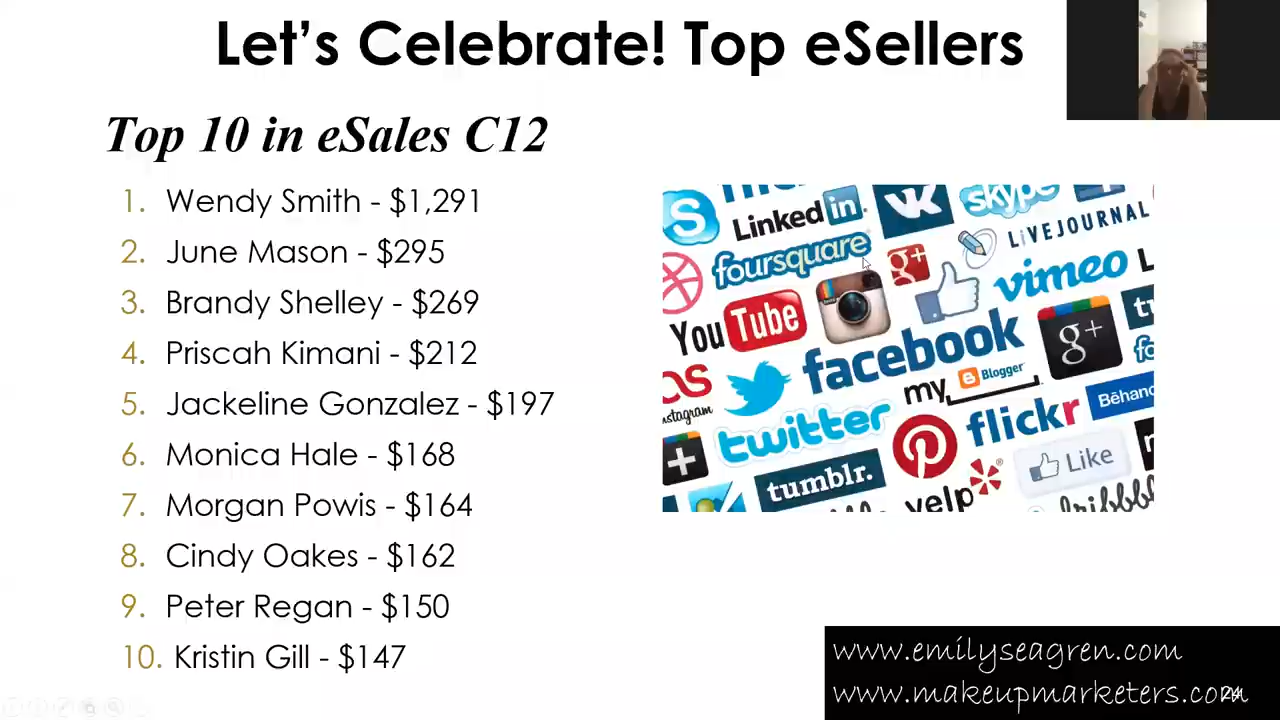 Let's Celebrate! Top eSellers
Top 10 in eSales C12
1. Wendy Smith - $1,291
2. June Mason - $295
3. Brandy Shelley - $269
4. Priscah Kimani - $212
5. Jackeline Gonzalez - $197
6. Monica Hale - $168
7. Morgan Powis - $164
8. Cindy Oakes - $162
9. Peter Regan - $150
10. Kristin Gill - $147
Linked in
VK
skype
LiVEJOURNAL
foursquare
g+
vimeo
You Tube
facebook
g+
Blogger
my
Instagram
twitter
flickr
Behance
tumblr.
yelp
Like
www.emilyseagren.com
www.makeupmarketers.com
24